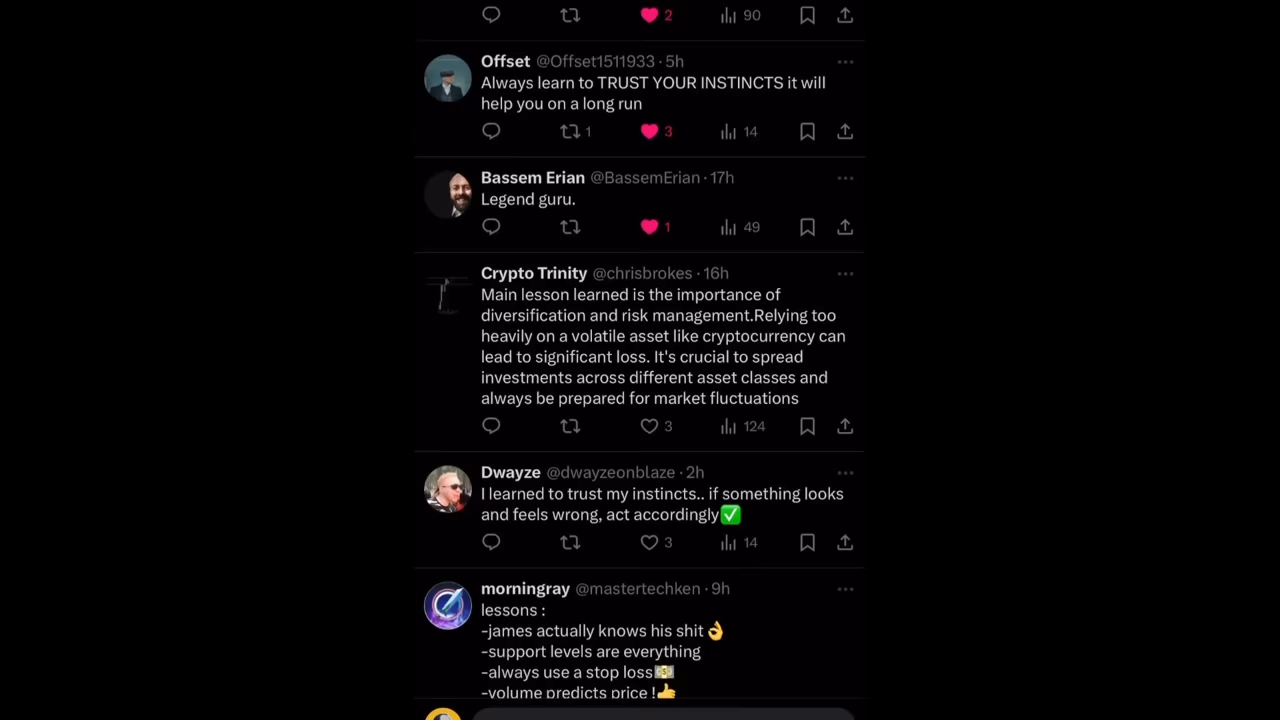 2 90
Offset @Offset1511933 · 5h
Always learn to TRUST YOUR INSTINCTS it will
help you on a long run
1 3 14
Bassem Erian @BassemErian · 17h
Legend guru.
1 49
Crypto Trinity @chrisbrokes · 16h
Main lesson learned is the importance of
diversification and risk management.Relying too
heavily on a volatile asset like cryptocurrency can
lead to significant loss. It's crucial to spread
investments across different asset classes and
always be prepared for market fluctuations
3 124
Dwayze @dwayzeonblaze · 2h
I learned to trust my instincts.. if something looks
and feels wrong, act accordingly✅
3 14
morningray @mastertechken · 9h
lessons :
-james actually knows his shit👌
-support levels are everything
-always use a stop loss💵
-volume predicts price !👍